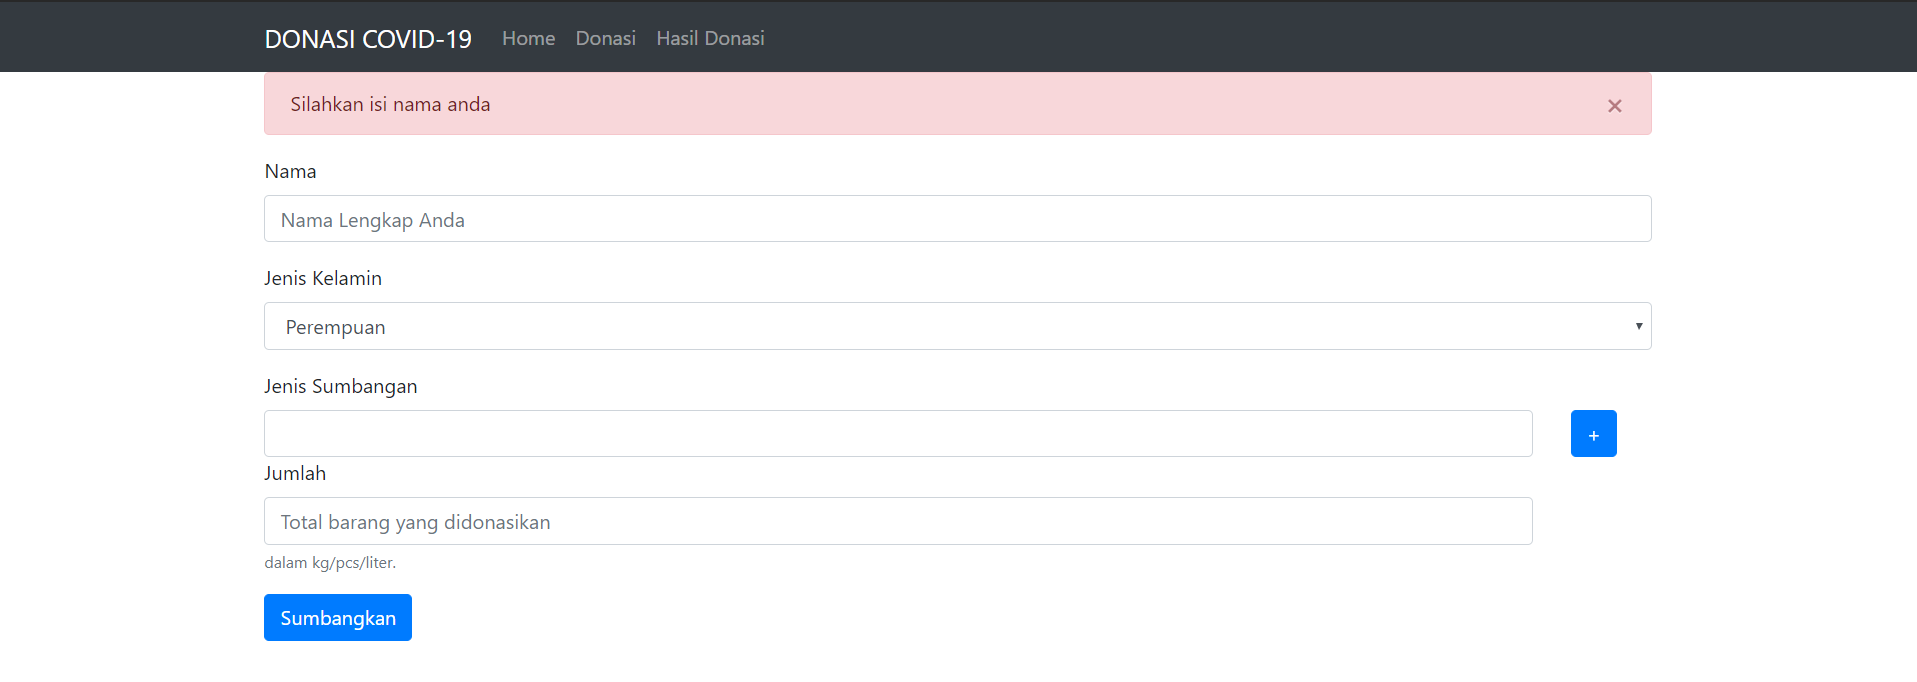 DONASI COVID-19 Home Donasi Hasil Donasi
Silahkan isi nama anda ×
Nama
Nama Lengkap Anda
Jenis Kelamin
Perempuan
Jenis Sumbangan
+
Jumlah
Total barang yang didonasikan
dalam kg/pcs/liter.
Sumbangkan